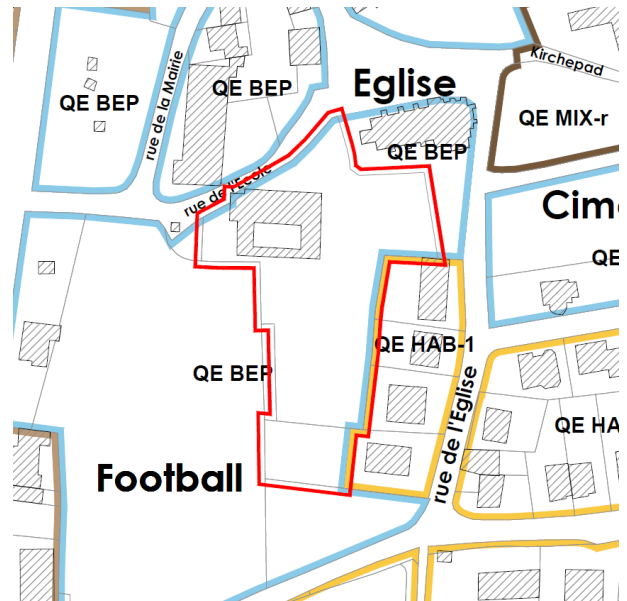 Kirchepad
rue de la Mairie
Eglise
QE BEP
QE BEP
QE MIX-r
QE BEP
rue de l'Ecole
Cime
QE
QE HAB-1
QE BEP
rue de l'Eglise
QE HA
Football